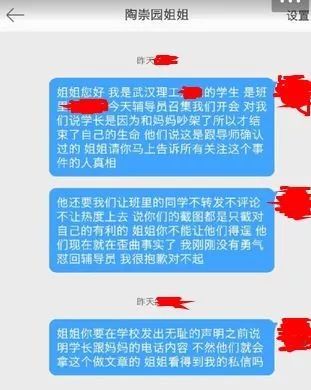 陶崇园姐姐
设置
昨天
姐姐您好 我是武汉理工 的学生 是班
里 今天辅导员召集我们开会 对我
们说学长是因为和妈妈吵架了所以才结
束了自己的生命 他们说这是跟导师确认
过的 姐姐请你马上告诉所有关注这个事
件的人真相
他还要我们让班里的同学不转发不评论
不让热度上去 说你们的截图都是只截对
自己的有利的 姐姐你不能让他们得逞 他
们现在就在歪曲事实了 我刚刚没有勇气
怼回辅导员 我很抱歉对不起
昨天
姐姐你要在学校发出无耻的声明之前说
明学长跟妈妈的电话内容 不然他们就会
拿这个做文章的 姐姐看得到我的私信吗